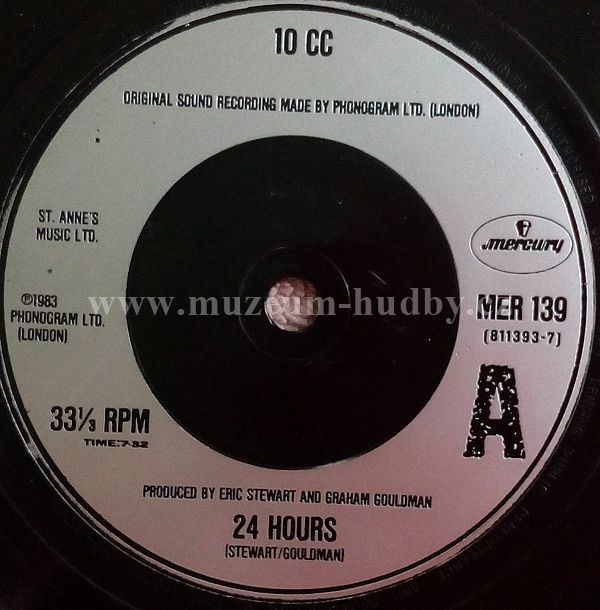 10 CC
ORIGINAL SOUND RECORDING MADE BY PHONOGRAM LTD. (LONDON)
ST. ANNE'S
MUSIC LTD.
mercury
www.muzeum-hudby.
℗1983
PHONOGRAM LTD.
(LONDON)
MER 139
(811393-7)
33⅓ RPM
TIME:7-32
A
PRODUCED BY ERIC STEWART AND GRAHAM GOULDMAN
24 HOURS
(STEWART/GOULDMAN)